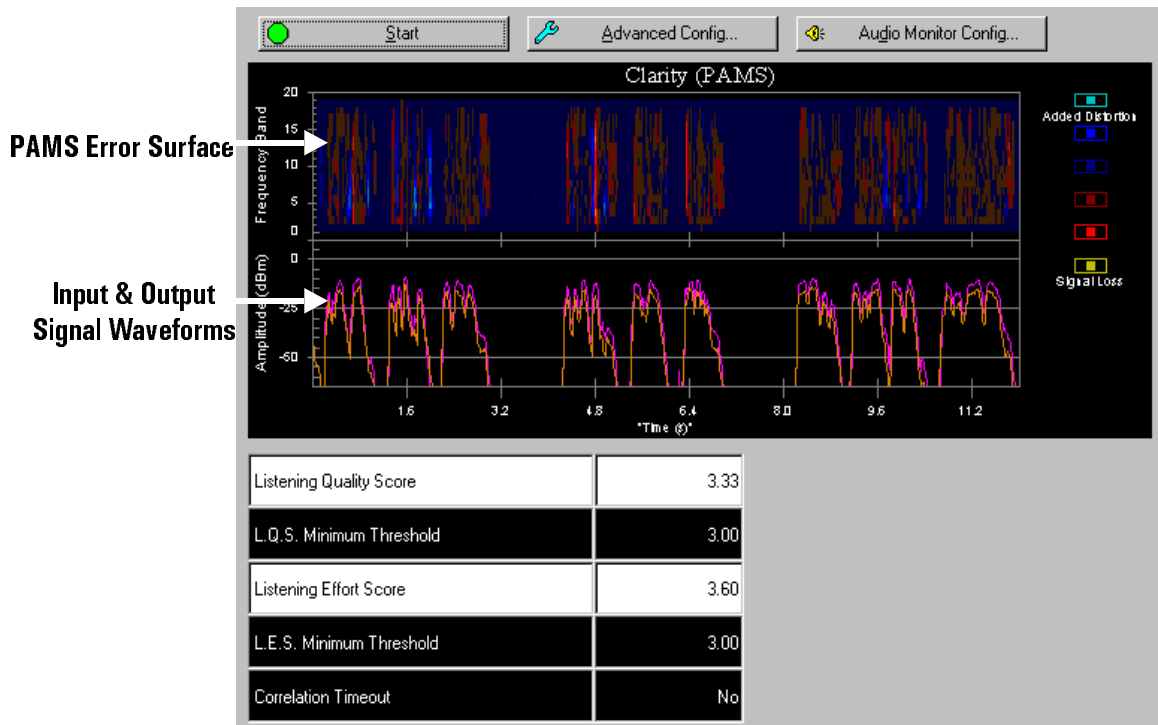 Start
Advanced Config...
Audio Monitor Config...
Clarity (PAMS)
PAMS Error Surface
Frequency Band
20
15
10
5
0
Added Distortion
Signal Loss
Input & Output
Signal Waveforms
Amplitude (dBm)
0
-25
-50
1.6 3.2 4.8 6.4 8.0 9.6 11.2
"Time (s)"
Listening Quality Score 3.33
L.Q.S. Minimum Threshold 3.00
Listening Effort Score 3.60
L.E.S. Minimum Threshold 3.00
Correlation Timeout No